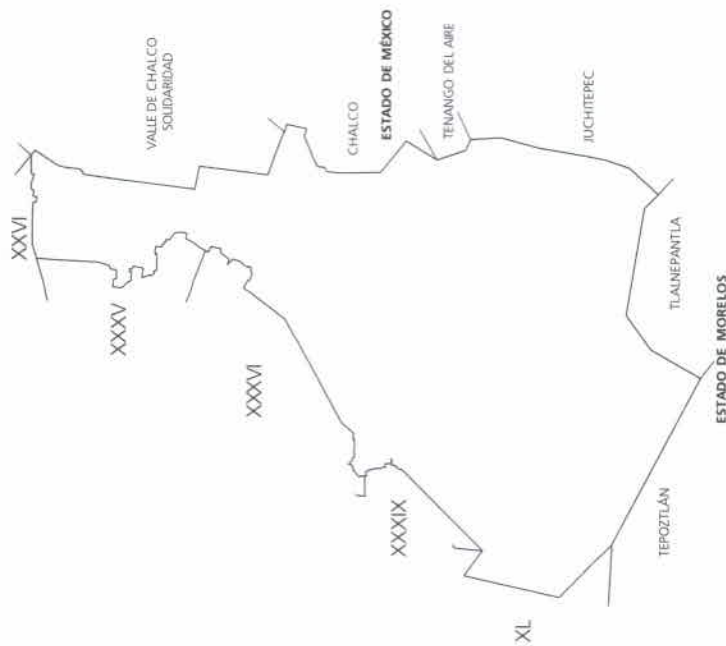 XXVI
VALLE DE CHALCO
SOLIDARIDAD
XXXV
CHALCO
ESTADO DE MÉXICO
TENANGO DEL AIRE
XXXVI
JUCHITEPEC
XXXIX
TLALNEPANTLA
TEPOZTLÁN
XL
ESTADO DE MORELOS